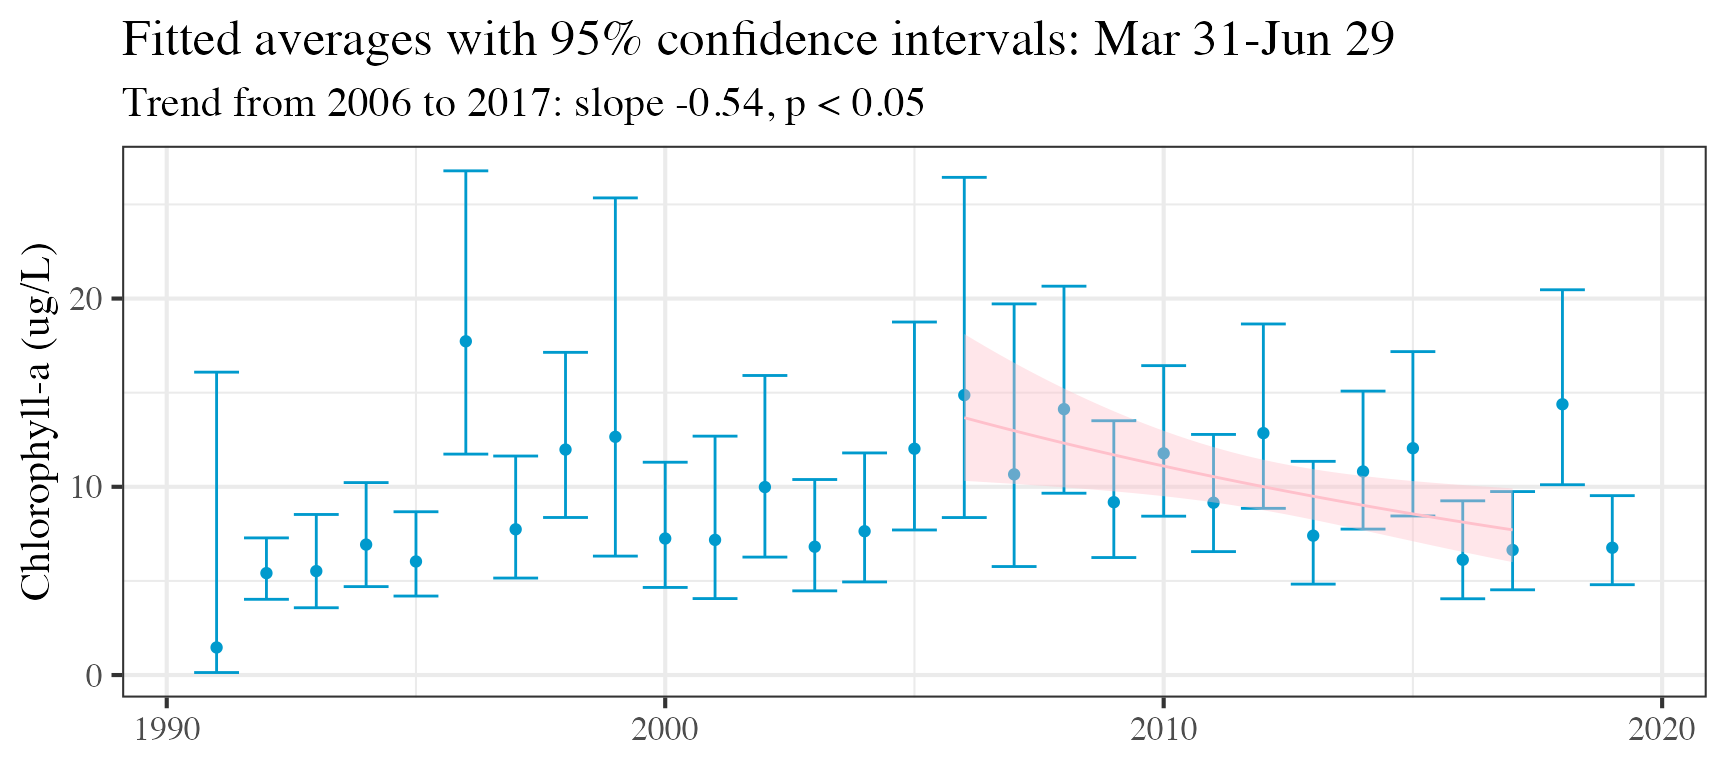 Fitted averages with 95% confidence intervals: Mar 31-Jun 29
Trend from 2006 to 2017: slope -0.54, p < 0.05
Chlorophyll-a (ug/L)
20
10
0
1990
2000
2010
2020